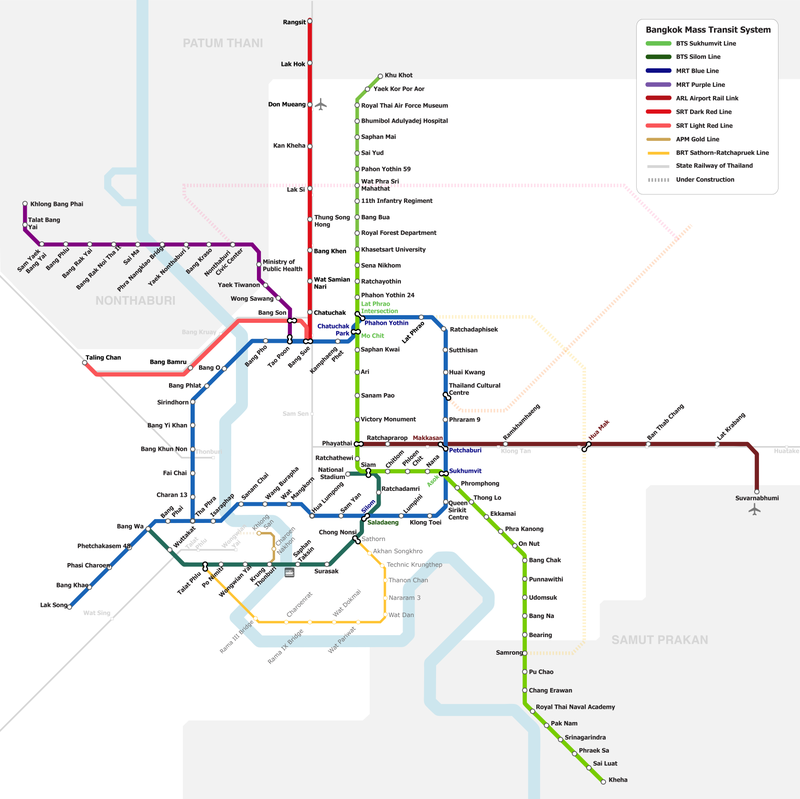 Bangkok Mass Transit System
BTS Sukhumvit Line
BTS Silom Line
MRT Blue Line
MRT Purple Line
ARL Airport Rail Link
SRT Dark Red Line
SRT Light Red Line
APM Gold Line
BRT Sathorn-Ratchapruek Line
State Railway of Thailand
Under Construction
PATUM THANI
NONTHABURI
SAMUT PRAKAN
Rangsit
Lak Hok
Don Mueang
Kan Kheha
Lak Si
Thung Song
Hong
Bang Khen
Wat Samian
Nari
Chatuchak
Khu Khot
Yaek Kor Por Aor
Royal Thai Air Force Museum
Bhumibol Adulyadej Hospital
Saphan Mai
Sai Yud
Pahon Yothin 59
Wat Phra Sri
Mahathat
11th Infantry Regiment
Bang Bua
Royal Forest Department
Khasetsart University
Sena Nikhom
Ratchayothin
Phahon Yothin 24
Lat Phrao
Intersection
Phahon Yothin
Chatuchak
Park
Ho Chit
Saphan Kwai
Ari
Sanam Pao
Victory Monument
Phayathai
Ratchathewi
Siam
National
Stadium
Khlong Bang Phai
Talat Bang
Yai
Sam Yaek
Bang Yai
Bang Phlu
Bang Rak Yai
Bang Rak Noi Tha It
Sai Ma
Phra Nangklao Bridge
Yaek Nonthaburi 1
Bang Kraso
Nonthaburi
Civic Center
Ministry of
Public Health
Yaek Tiwanon
Wong Sawang
Bang Son
Bang Kruai
Taling Chan
Bang Bamru
Bang O
Bang Pho
Tao Poon
Bang Sue
Kamphaeng
Phet
Lat Phrao
Ratchadaphisek
Sutthisan
Huai Kwang
Thailand Cultural
Centre
Phraram 9
Petchaburi
Makkasan
Ratchaprarop
Ramkhamhaeng
Klong Tan
Hua Mak
Ban Thub Chang
Lat Krabang
Huatake
Suvarnabhumi
Bang Phlat
Sirindhorn
Bang Yi Khan
Bang Khun Non
Thonburi
Fai Chai
Charan 13
Sam Sen
Bang Wa
Bang
Phai
Tha Phra
Isaraphap
Sanam Chai
Wang Burapha
Wat
Mangkorn
Hua Lumpong
Sam Yan
Silom
Saladaeng
Ratchadamri
Lumpini
Klong Toei
Queen
Sirikit
Centre
Sukhumvit
Asok
Nana
Phloen
Chit
Chitlom
Phromphong
Thong Lo
Ekkamai
Phra Kanong
On Nut
Bang Chak
Punnawithi
Udomsuk
Bang Na
Bearing
Samrong
Pu Chao
Chang Erawan
Royal Thai Naval Academy
Pak Nam
Srinagarindra
Phraek Sa
Sai Luat
Kheha
Phetchakasem 48
Phasi Charoen
Bang Khae
Lak Song
Wat Sing
Wuttakat
Talat
Phlu
Wongwian
Yai
Talat Phlu
Po Nimitr
Wongwian Yai
Krung
Thonburi
Khlong
San
Charoen
Nakhon
Saphan
Taksin
Surasak
Chong Nonsi
Sathorn
Akhan Songkhro
Technic Krungthep
Thanon Chan
Nararam 3
Wat Dan
Wat Pariwat
Wat Dokmai
Rama IX Bridge
Charoenrat
Rama III Bridge